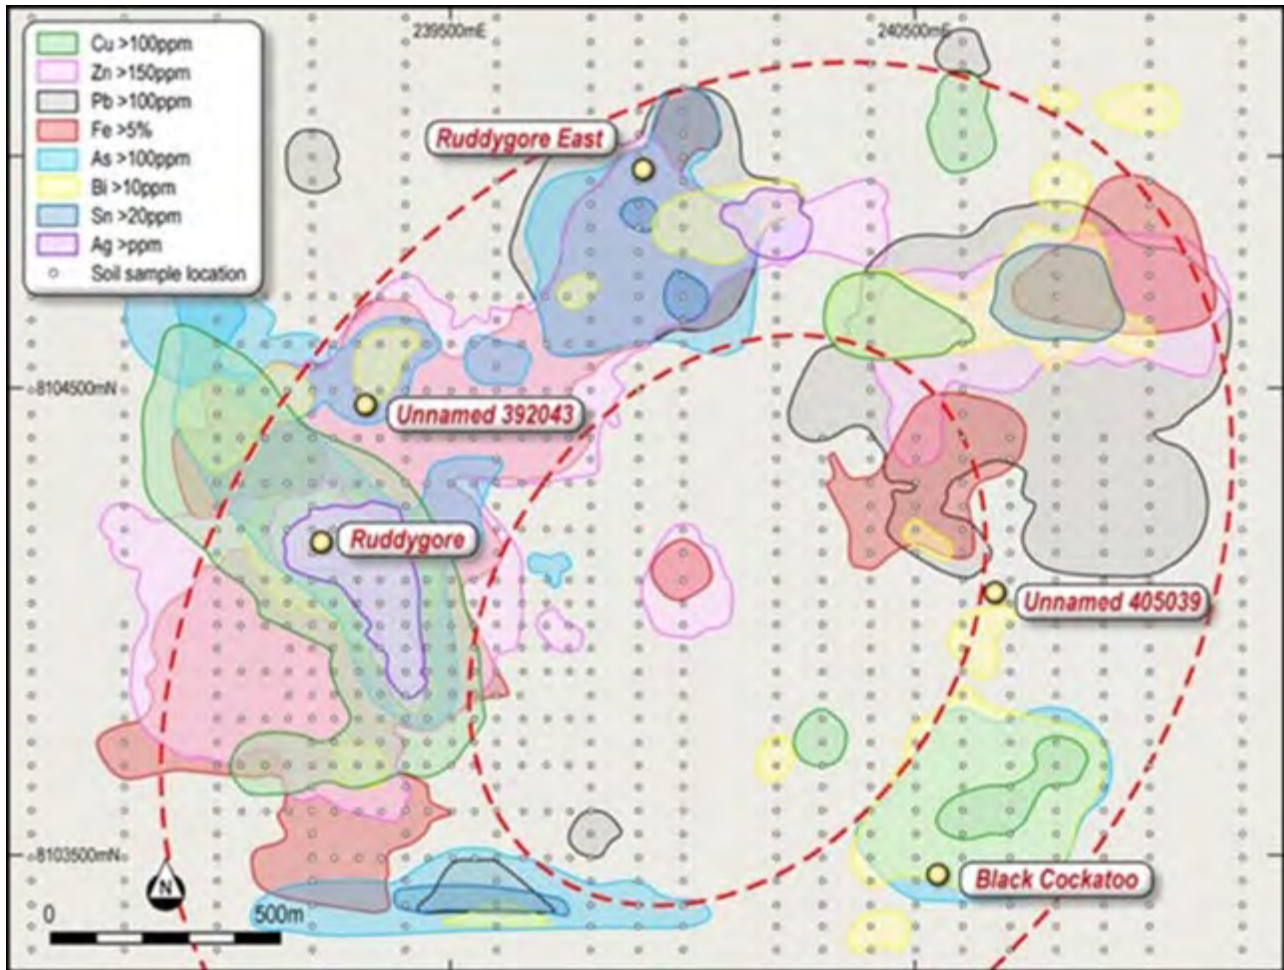 239500mE
240500mE
Cu >100ppm
Zn >150ppm
Pb >100ppm
Fe >5%
As >100ppm
Bi >10ppm
Sn >20ppm
Ag >ppm
Soil sample location
Ruddygore East
8104500mN
Unnamed 392043
Ruddygore
Unnamed 405039
8103500mN
Black Cockatoo
N
0
500m